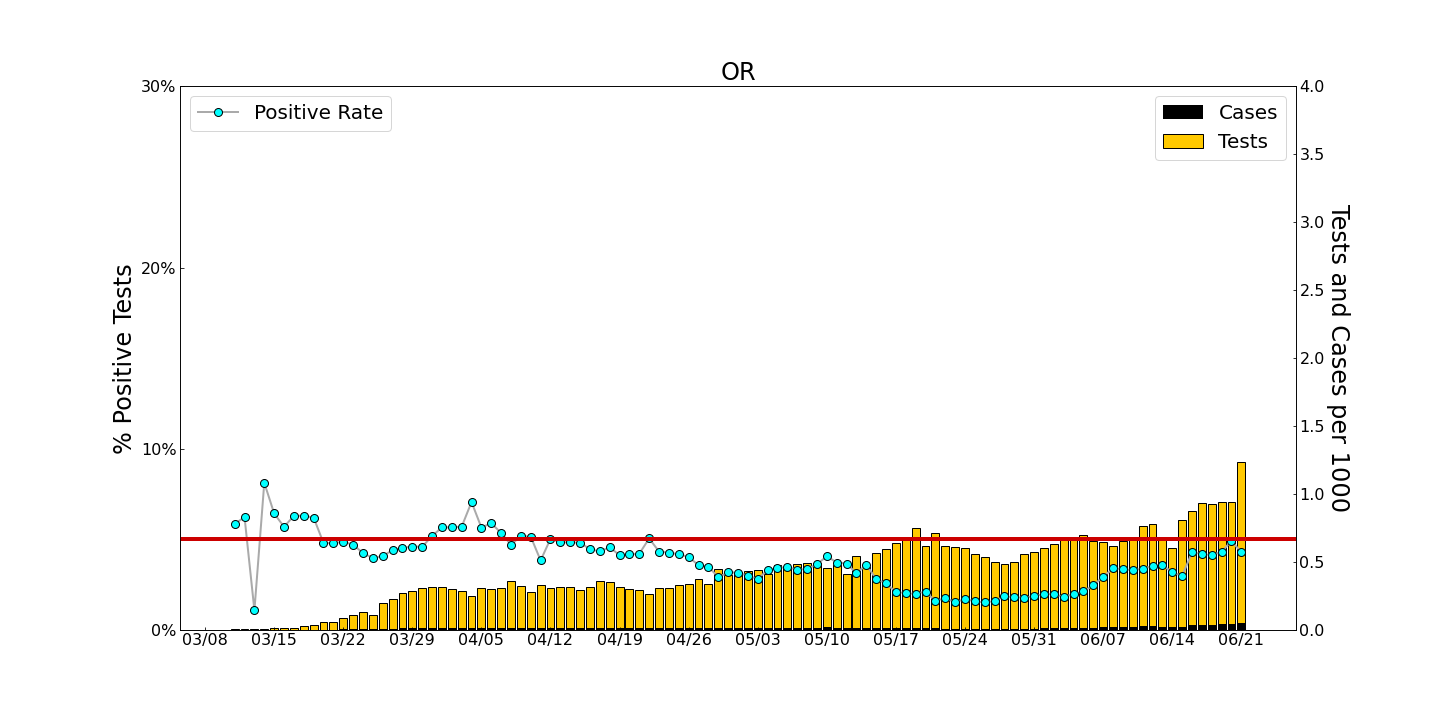 OR
Positive Rate
Cases
Tests
% Positive Tests
30%
20%
10%
0%
4.0
3.5
3.0
2.5
2.0
1.5
1.0
0.5
0.0
Tests and Cases per 1000
03/08 03/15 03/22 03/29 04/05 04/12 04/19 04/26 05/03 05/10 05/17 05/24 05/31 06/07 06/14 06/21